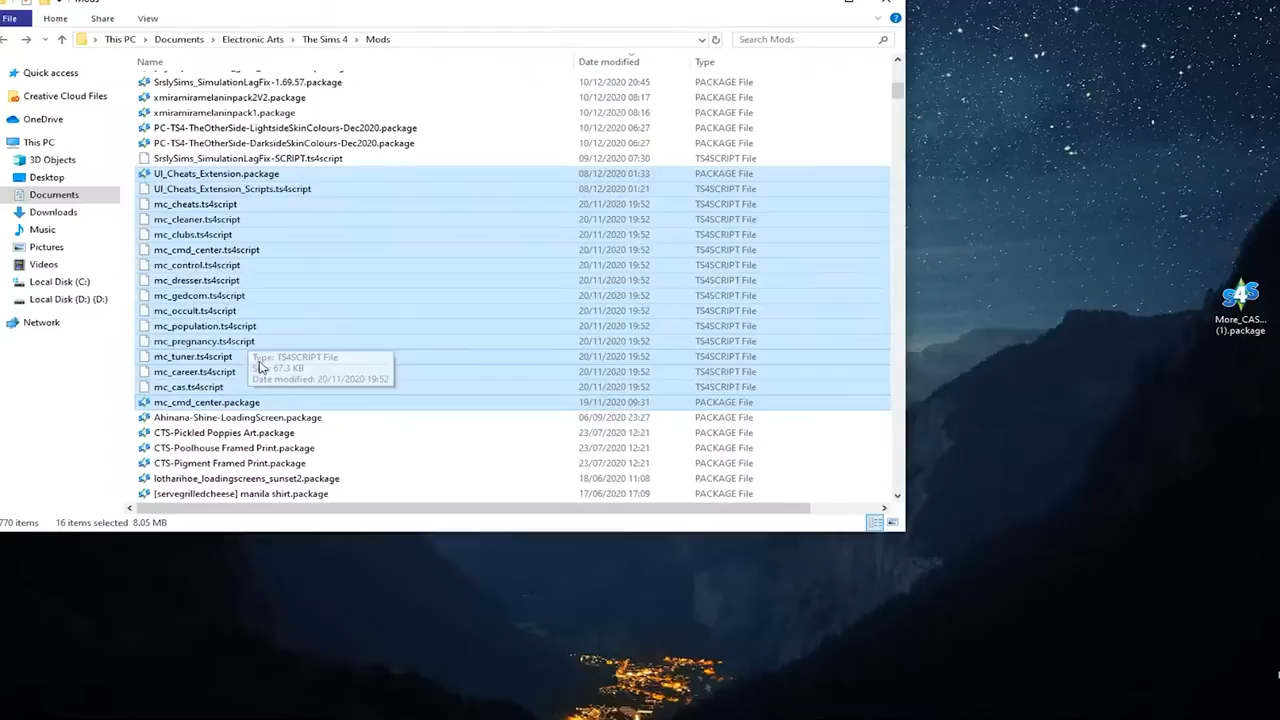 Mods
File Home Share View
This PC > Documents > Electronic Arts > The Sims 4 > Mods
Search Mods
Name Date modified Type
Quick access
Creative Cloud Files
OneDrive
This PC
3D Objects
Desktop
Documents
Downloads
Music
Pictures
Videos
Local Disk (C:)
Local Disk (D:) (D:)
Network
SrslySims_SimulationLagFix-1.69.57.package 10/12/2020 20:45 PACKAGE File
xmiramiramelaninpack2V2.package 10/12/2020 08:17 PACKAGE File
xmiramiramelaninpack1.package 10/12/2020 08:16 PACKAGE File
PC-TS4-TheOtherSide-LightsideSkinColours-Dec2020.package 10/12/2020 06:27 PACKAGE File
PC-TS4-TheOtherSide-DarksideSkinColours-Dec2020.package 10/12/2020 06:27 PACKAGE File
SrslySims_SimulationLagFix-SCRIPT.ts4script 09/12/2020 07:30 TS4SCRIPT File
UI_Cheats_Extension.package 08/12/2020 01:33 PACKAGE File
UI_Cheats_Extension_Scripts.ts4script 08/12/2020 01:21 TS4SCRIPT File
mc_cheats.ts4script 20/11/2020 19:52 TS4SCRIPT File
mc_cleaner.ts4script 20/11/2020 19:52 TS4SCRIPT File
mc_clubs.ts4script 20/11/2020 19:52 TS4SCRIPT File
mc_cmd_center.ts4script 20/11/2020 19:52 TS4SCRIPT File
mc_control.ts4script 20/11/2020 19:52 TS4SCRIPT File
mc_dresser.ts4script 20/11/2020 19:52 TS4SCRIPT File
mc_gedcom.ts4script 20/11/2020 19:52 TS4SCRIPT File
mc_occult.ts4script 20/11/2020 19:52 TS4SCRIPT File
mc_population.ts4script 20/11/2020 19:52 TS4SCRIPT File
mc_pregnancy.ts4script 20/11/2020 19:52 TS4SCRIPT File
mc_tuner.ts4script 20/11/2020 19:52 TS4SCRIPT File
mc_career.ts4script 20/11/2020 19:52 TS4SCRIPT File
mc_cas.ts4script 20/11/2020 19:52 TS4SCRIPT File
mc_cmd_center.package 19/11/2020 09:31 PACKAGE File
Ahinana-Shine-LoadingScreen.package 06/09/2020 23:27 PACKAGE File
CTS-Pickled Poppies Art.package 23/07/2020 12:21 PACKAGE File
CTS-Poolhouse Framed Print.package 23/07/2020 12:21 PACKAGE File
CTS-Pigment Framed Print.package 23/07/2020 12:21 PACKAGE File
lotharihoe_loadingscreens_sunset2.package 18/06/2020 11:08 PACKAGE File
[servegrilledcheese] manila shirt.package 17/06/2020 17:09 PACKAGE File
Type: TS4SCRIPT File
67.3 KB
Date modified: 20/11/2020 19:52
770 items 16 items selected 8.05 MB
S4S
More_CAS...
(1).package